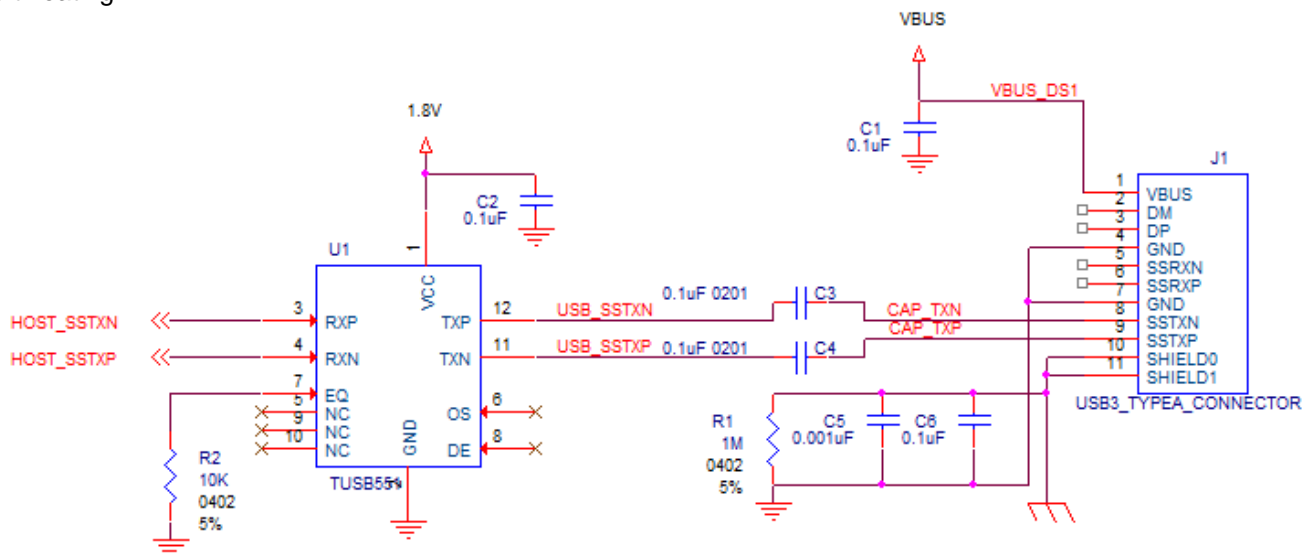 VBUS
VBUS_DS1
1.8V
C1
0.1uF
J1
C2
0.1uF
1
VBUS
2
DM
3
DP
4
GND
5
SSRXN
6
SSRXP
7
GND
8
SSTXN
9
SSTXP
10
SHIELD0
11
SHIELD1
USB3_TYPEA_CONNECTOR
U1
1
VCC
HOST_SSTXN
3
RXP
TXP
12
USB_SSTXN
0.1uF 0201
C3
CAP_TXN
HOST_SSTXP
4
RXN
TXN
11
USB_SSTXP
0.1uF 0201
C4
CAP_TXP
7
EQ
5
NC
OS
6
9
NC
10
NC
GND
DE
8
R2
10K
0402
5%
R1
1M
0402
5%
C5
0.001uF
C6
0.1uF